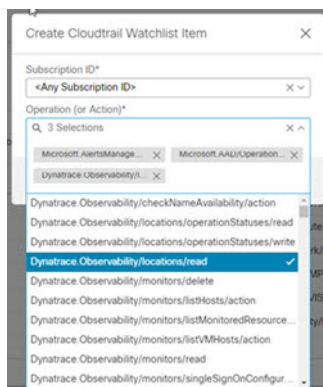 Create Cloudtrail Watchlist Item
Subscription ID*
<Any Subscription ID>
Operation (or Action)*
3 Selections
Microsoft.AlertsManage...
Microsoft.AAD/Operation...
Dynatrace.Observability/l...
Dynatrace.Observability/checkNameAvailability/action
Dynatrace.Observability/locations/operationStatuses/read
Dynatrace.Observability/locations/operationStatuses/write
Dynatrace.Observability/locations/read
Dynatrace.Observability/monitors/delete
Dynatrace.Observability/monitors/listHosts/action
Dynatrace.Observability/monitors/listMonitoredResource...
Dynatrace.Observability/monitors/listVMHosts/action
Dynatrace.Observability/monitors/read
Dynatrace.Observability/monitors/singleSignOnConfigur...